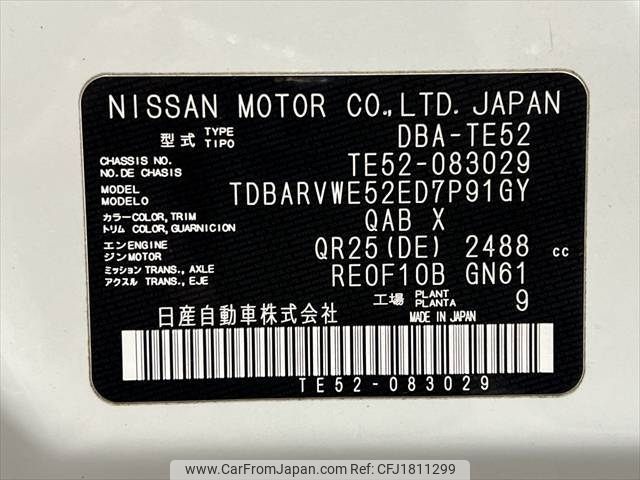 NISSAN MOTOR CO.,LTD. JAPAN
型式 TYPE TIPO DBA-TE52
CHASSIS NO. NO.DE CHASIS TE52-083029
MODEL MODELO TDBARVWE52ED7P91GY
カラー COLOR, TRIM トリム COLOR, GUARNICION QAB X
エンジン ENGINE MOTOR QR25(DE) 2488 cc
ミッション TRANS., AXLE アクスル TRANS., EJE RE0F10B GN61
工場 PLANT PLANTA 9
日産自動車株式会社 MADE IN JAPAN
TE52-083029
www.CarFromJapan.com | CarFromJapan ID: CFJ1811299